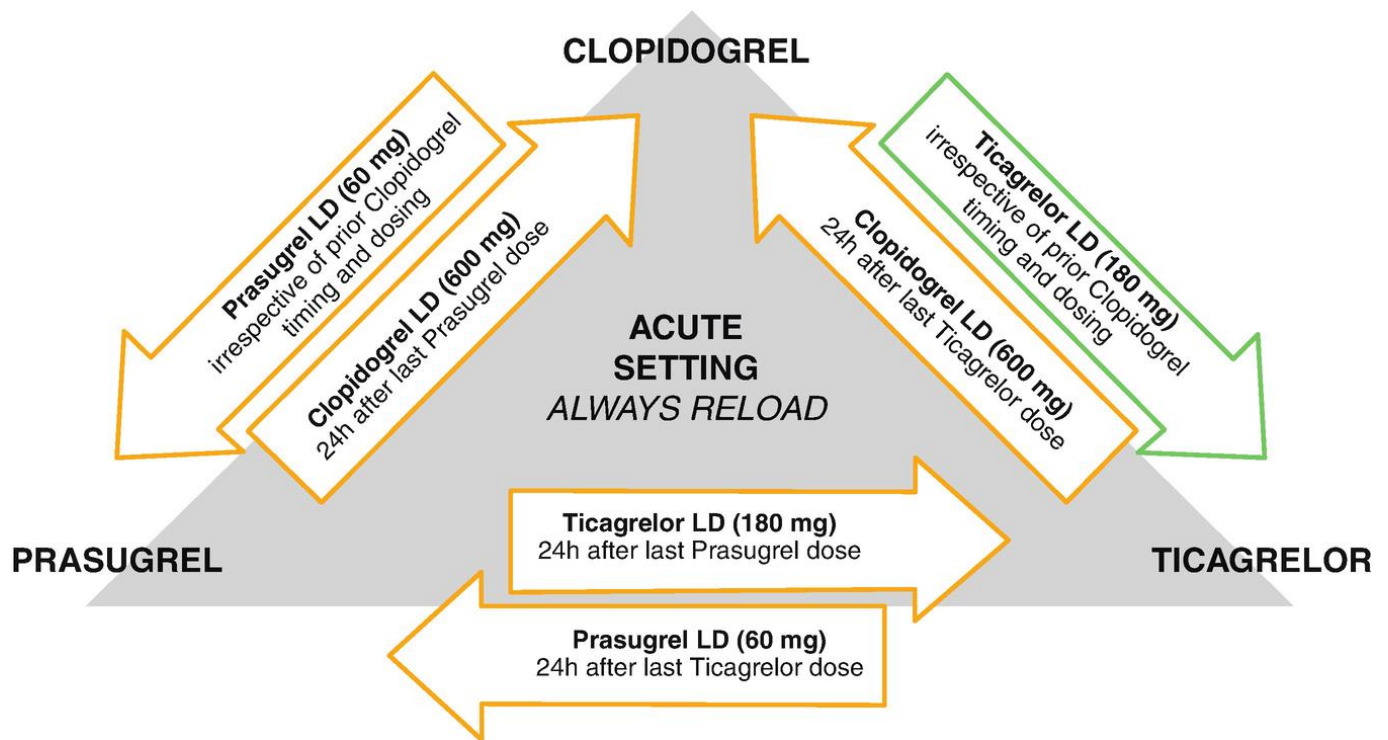 CLOPIDOGREL
Prasugrel LD (60 mg)
irrespective of prior Clopidogrel
timing and dosing
Clopidogrel LD (600 mg)
24h after last Prasugrel dose
Ticagrelor LD (180 mg)
irrespective of prior Clopidogrel
timing and dosing
Clopidogrel LD (600 mg)
24h after last Ticagrelor dose
ACUTE
SETTING
ALWAYS RELOAD
PRASUGREL
Ticagrelor LD (180 mg)
24h after last Prasugrel dose
TICAGRELOR
Prasugrel LD (60 mg)
24h after last Ticagrelor dose